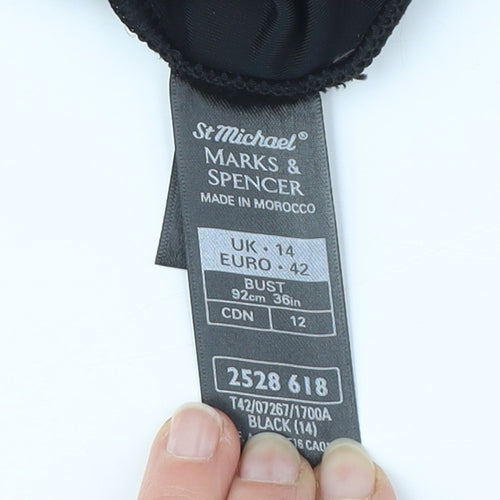 St Michael®
MARKS &
SPENCER
MADE IN MOROCCO
UK · 14
EURO · 42
BUST
92cm 36in
CDN 12
2528 618
T42/07267/1700A
BLACK (14)